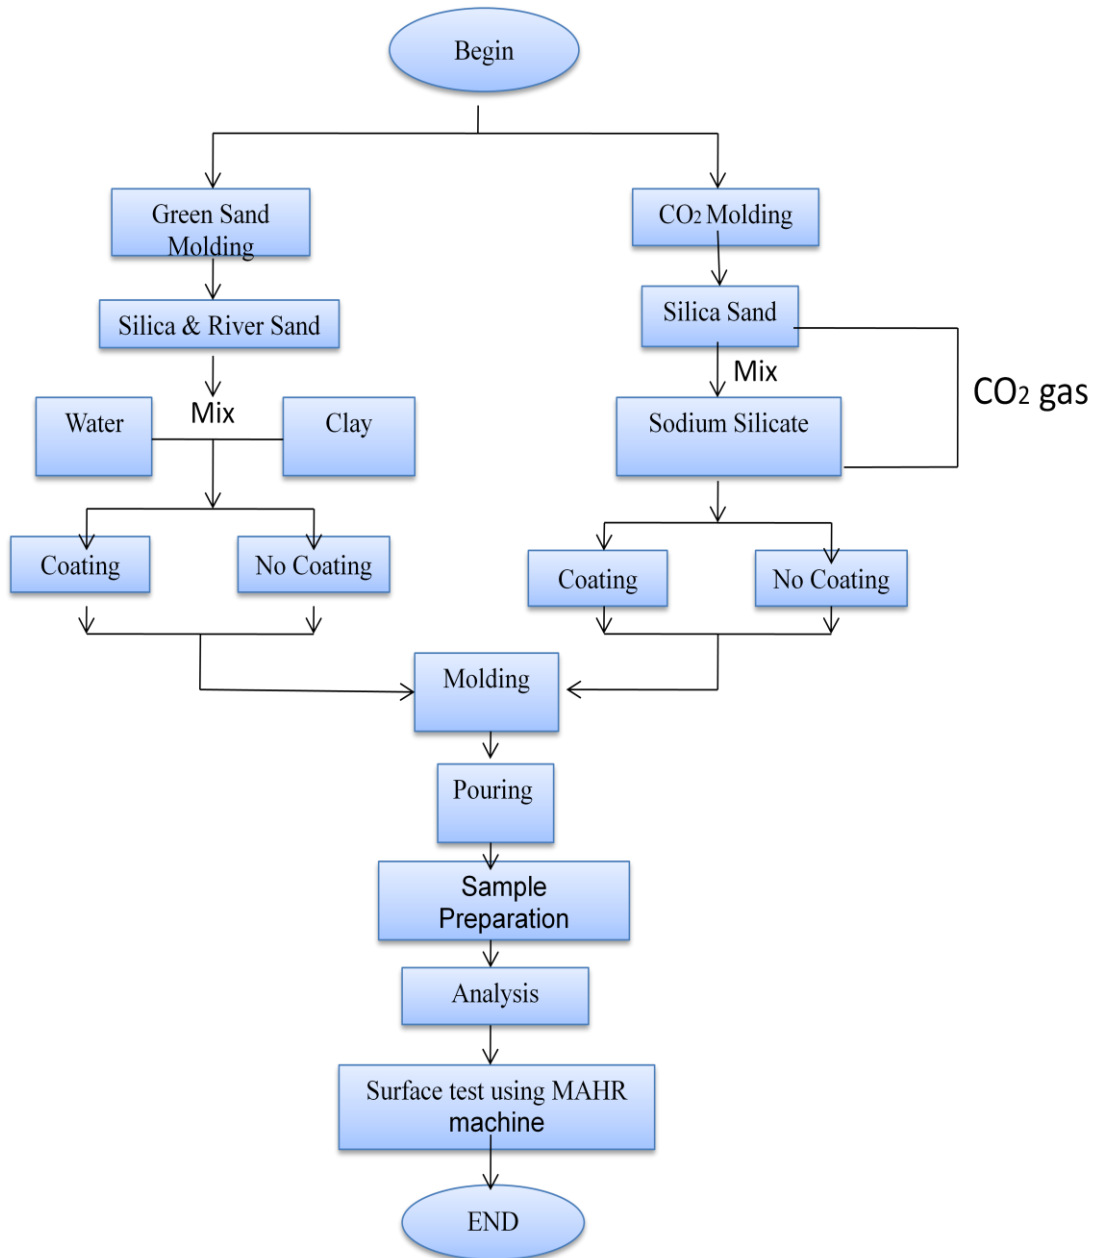 Begin
Green Sand
Molding
CO2 Molding
Silica & River Sand
Silica Sand
Mix
CO2 gas
Water
Mix
Clay
Sodium Silicate
Coating
No Coating
Coating
No Coating
Molding
Pouring
Sample
Preparation
Analysis
Surface test using MAHR
machine
END